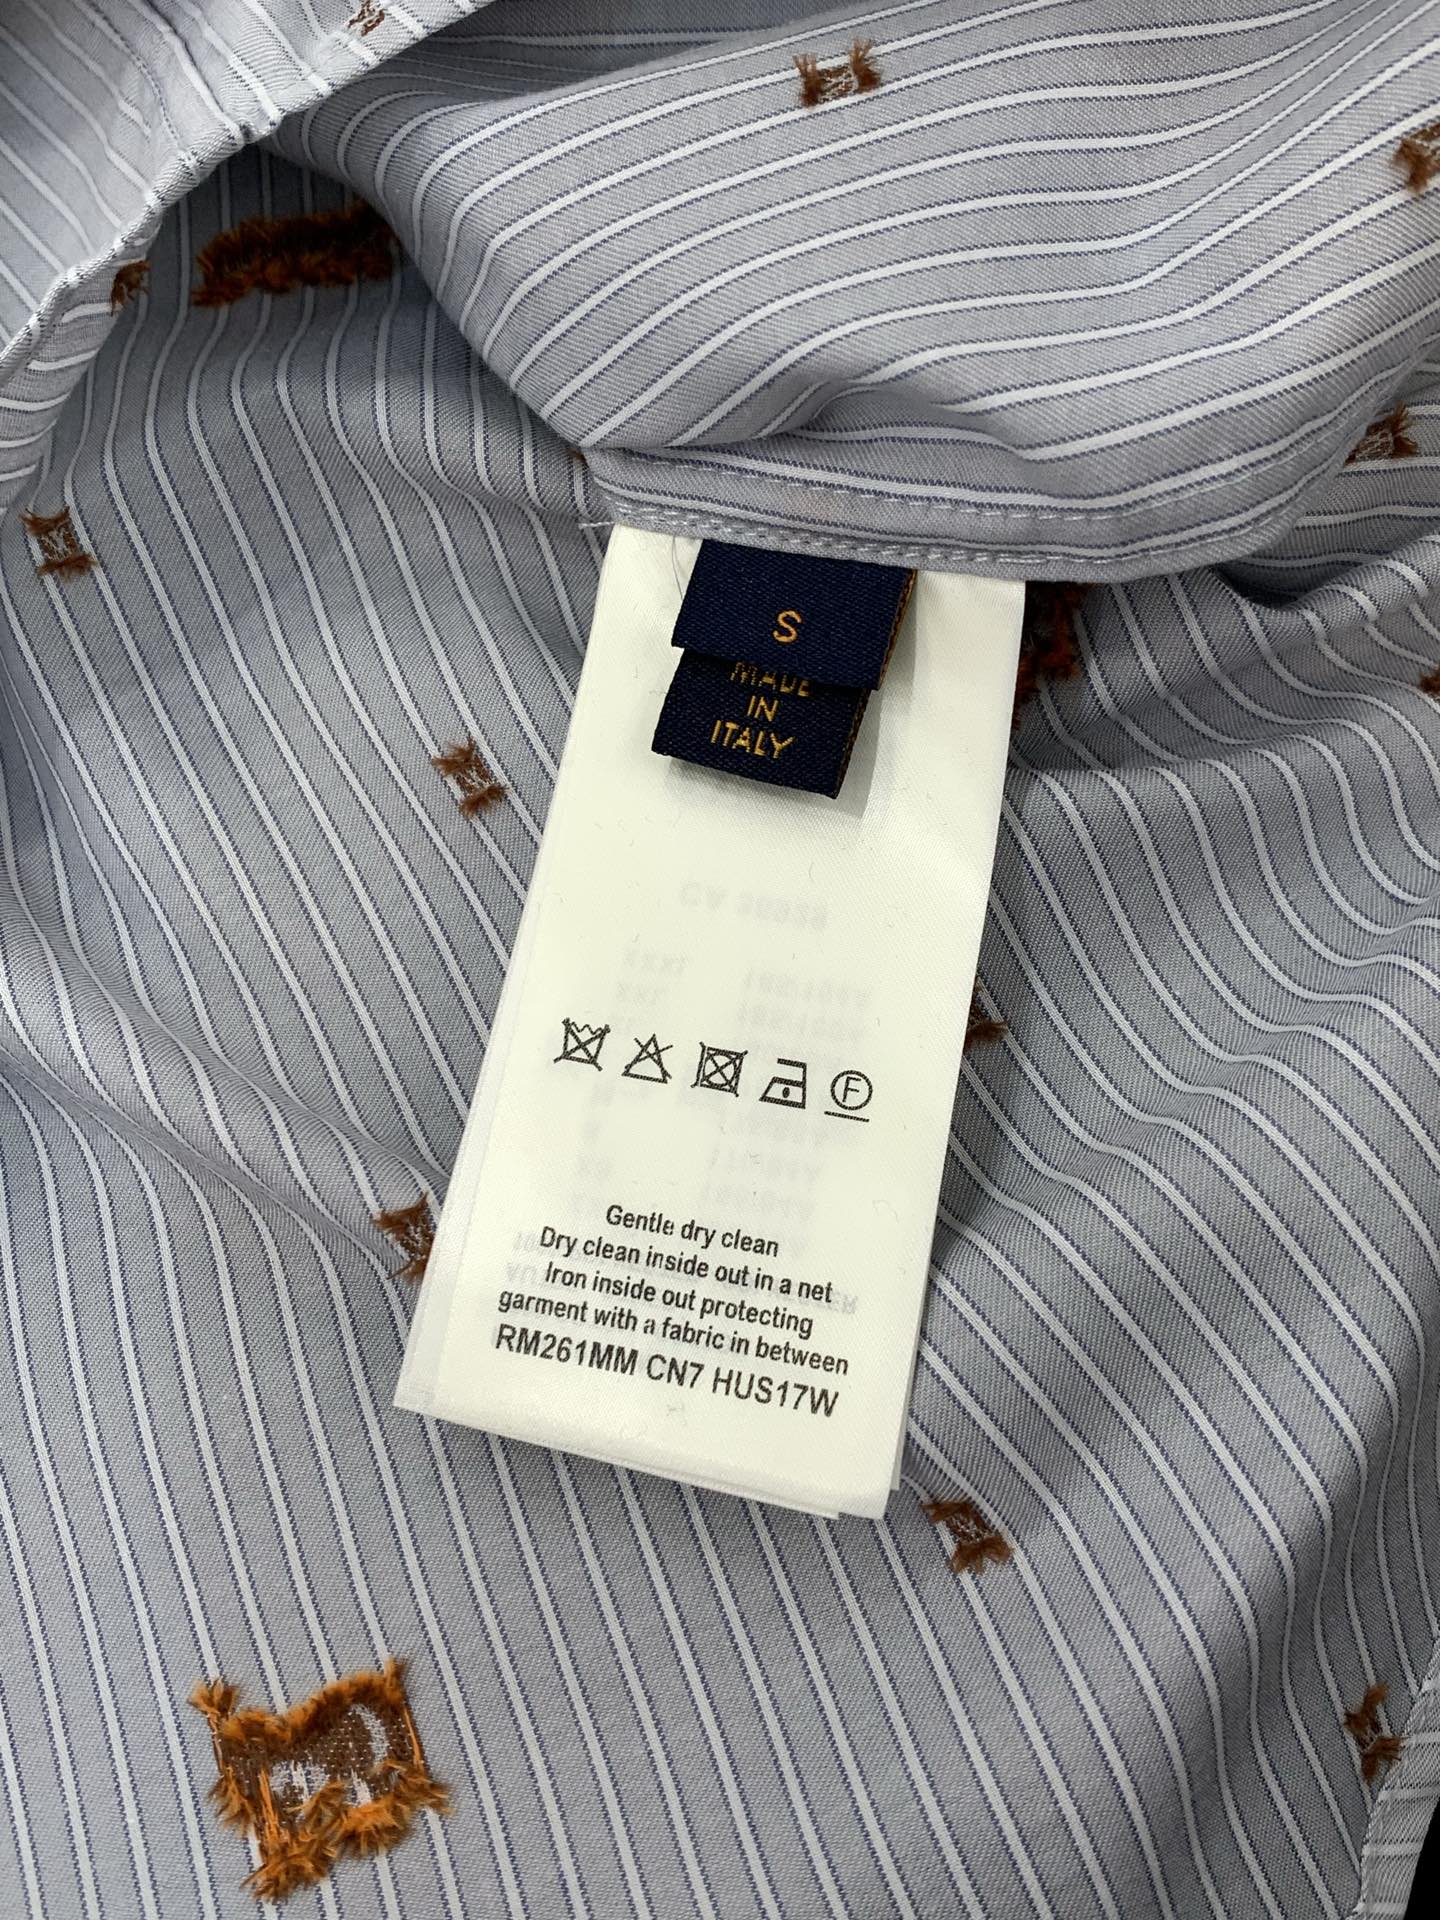 S
MADE
IN
ITALY
F
Gentle dry clean
Dry clean inside out in a net
Iron inside out protecting
garment with a fabric in between
RM261MM CN7 HUS17W